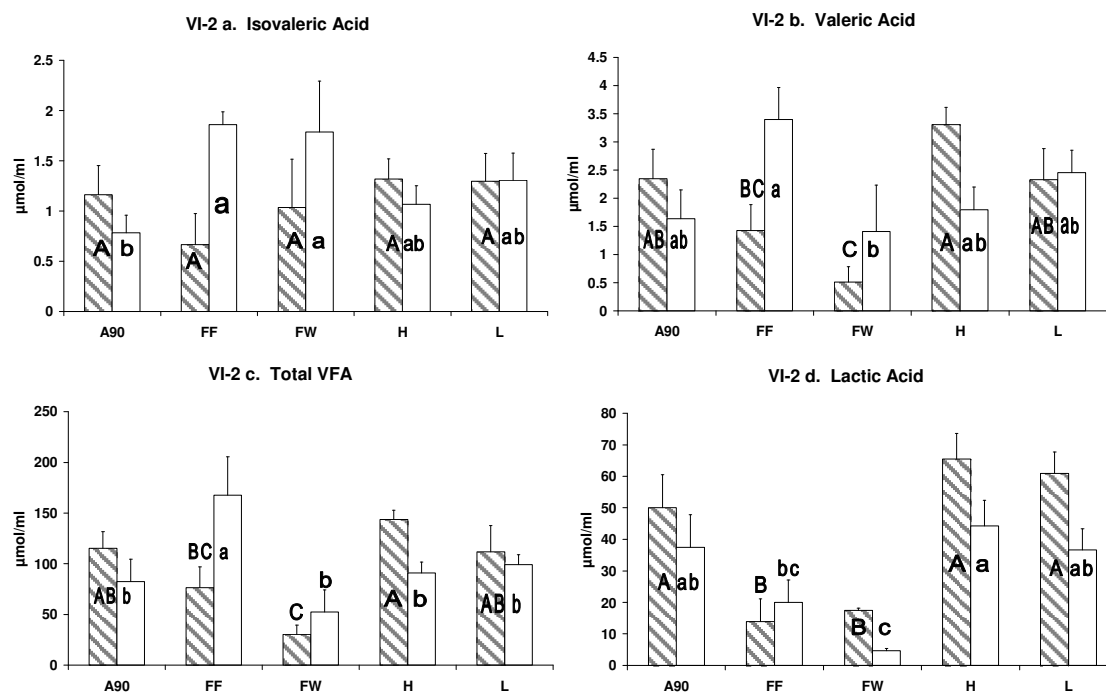 VI-2 a. Isovaleric Acid
µmol/ml
2.5
2
1.5
1
0.5
0
A b
A a
A a
A ab
A ab
A90 FF FW H L
VI-2 b. Valeric Acid
µmol/ml
4.5
4
3.5
3
2.5
2
1.5
1
0.5
0
AB ab
BC a
C b
A ab
AB ab
A90 FF FW H L
VI-2 c. Total VFA
µmol/ml
250
200
150
100
50
0
AB b
BC a
C b
A b
AB b
A90 FF FW H L
VI-2 d. Lactic Acid
µmol/ml
80
70
60
50
40
30
20
10
0
A ab
B bc
B c
A a
A ab
A90 FF FW H L